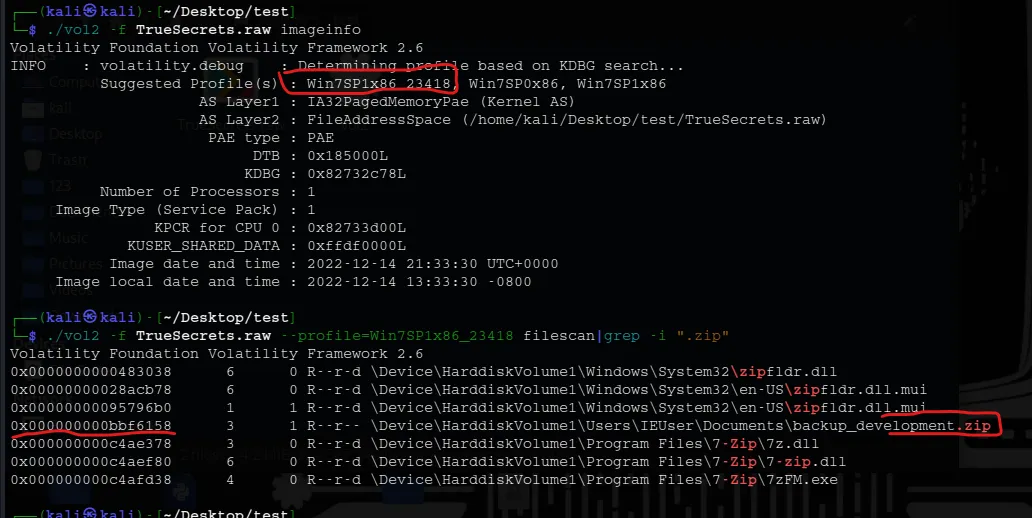 ┌──(kali㉿kali)-[~/Desktop/test]
└─$ ./vol2 -f TrueSecrets.raw imageinfo
Volatility Foundation Volatility Framework 2.6
INFO    : volatility.debug    : Determining profile based on KDBG search...
Suggested Profile(s) : Win7SP1x86_23418, Win7SP0x86, Win7SP1x86
AS Layer1 : IA32PagedMemoryPae (Kernel AS)
AS Layer2 : FileAddressSpace (/home/kali/Desktop/test/TrueSecrets.raw)
PAE type : PAE
DTB : 0x185000L
KDBG : 0x82732c78L
Number of Processors : 1
Image Type (Service Pack) : 1
KPCR for CPU 0 : 0x82733d00L
KUSER_SHARED_DATA : 0xffdf0000L
Image date and time : 2022-12-14 21:33:30 UTC+0000
Image local date and time : 2022-12-14 13:33:30 -0800
┌──(kali㉿kali)-[~/Desktop/test]
└─$ ./vol2 -f TrueSecrets.raw --profile=Win7SP1x86_23418 filescan|grep -i ".zip"
Volatility Foundation Volatility Framework 2.6
0x0000000000483038      6      0 R--r-d \Device\HarddiskVolume1\Windows\System32\zipfldr.dll
0x00000000028acb78      6      0 R--r-d \Device\HarddiskVolume1\Windows\System32\en-US\zipfldr.dll.mui
0x00000000095796b0      1      1 R--r-d \Device\HarddiskVolume1\Windows\System32\en-US\zipfldr.dll.mui
0x000000000bbf6158      3      1 R--r-- \Device\HarddiskVolume1\Users\IEUser\Documents\backup_development.zip
0x000000000c4ae378      3      0 R--r-d \Device\HarddiskVolume1\Program Files\7-Zip\7z.dll
0x000000000c4aef80      6      0 R--r-d \Device\HarddiskVolume1\Program Files\7-Zip\7-zip.dll
0x000000000c4afd38      4      0 R--r-d \Device\HarddiskVolume1\Program Files\7-Zip\7zFM.exe
┌──(kali㉿kali)-[~/Desktop/test]
kali
Desktop
Trash
123
Music
Pictures